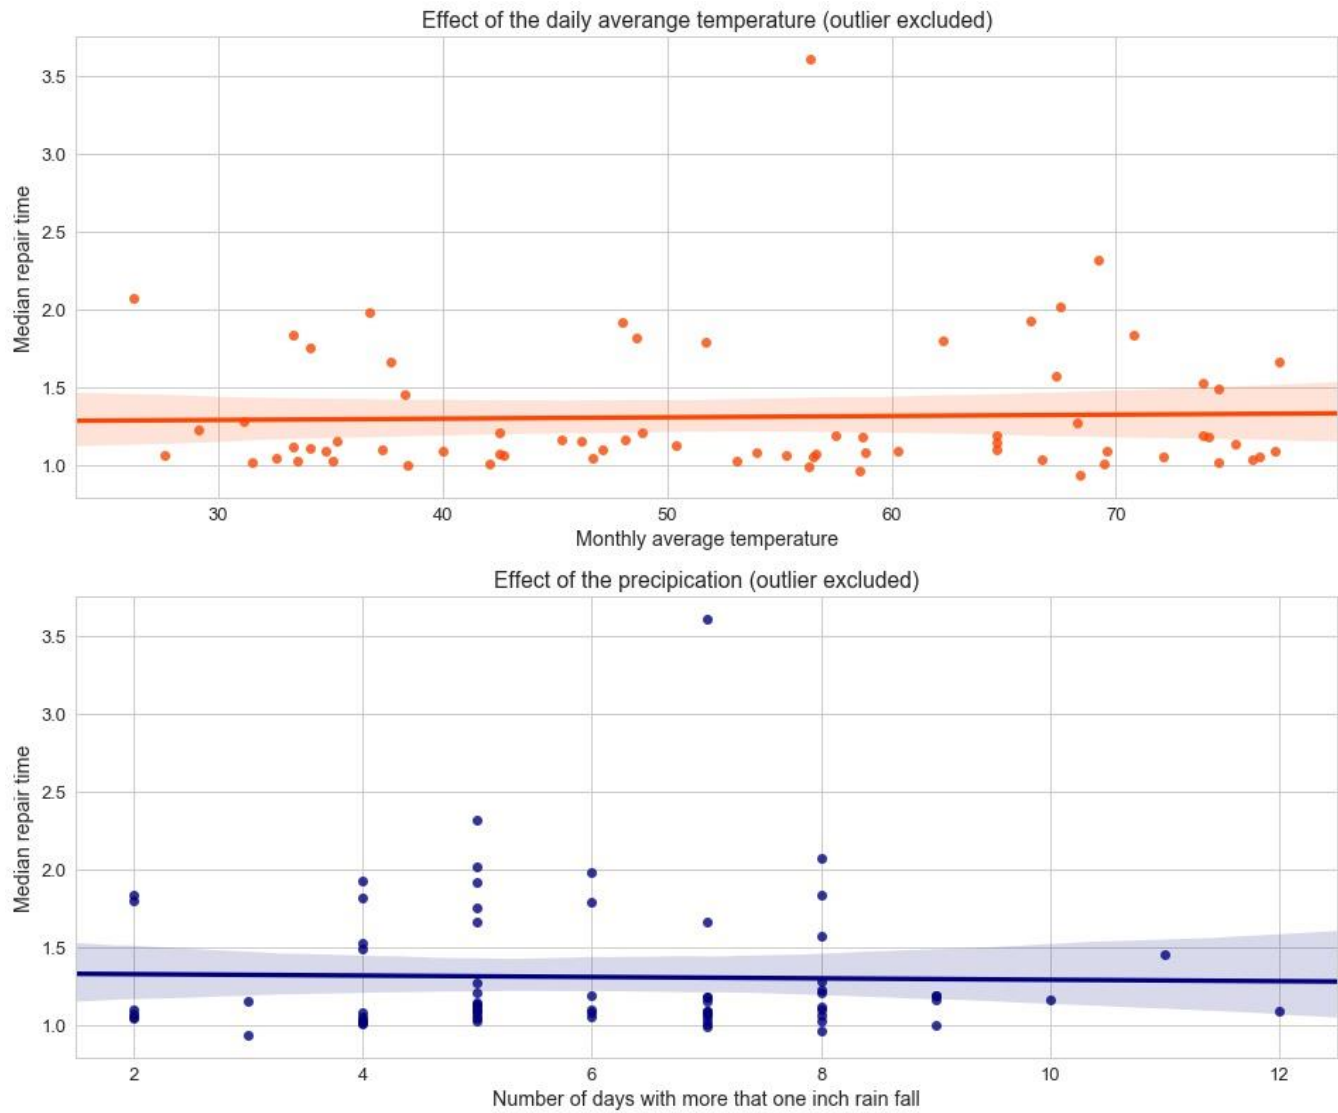 Effect of the daily averange temperature (outlier excluded)
3.5
3.0
2.5
2.0
1.5
1.0
Median repair time
30 40 50 60 70
Monthly average temperature
Effect of the precipication (outlier excluded)
3.5
3.0
2.5
2.0
1.5
1.0
Median repair time
2 4 6 8 10 12
Number of days with more that one inch rain fall